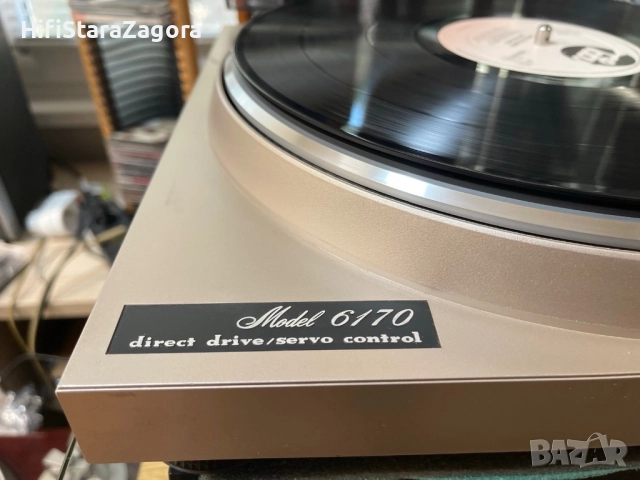 HifiStaraZagora
Model 6170
direct drive/servo control
BAZAR